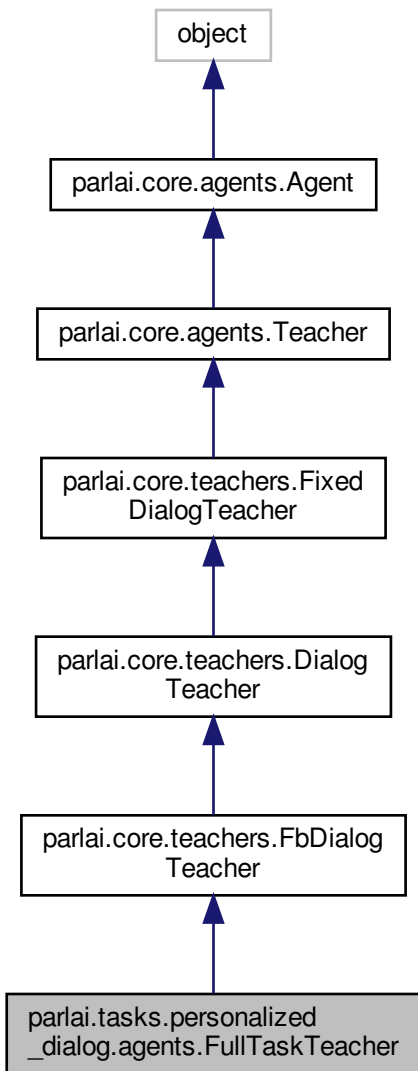 object
parlai.core.agents.Agent
parlai.core.agents.Teacher
parlai.core.teachers.Fixed
DialogTeacher
parlai.core.teachers.Dialog
Teacher
parlai.core.teachers.FbDialog
Teacher
parlai.tasks.personalized
_dialog.agents.FullTaskTeacher